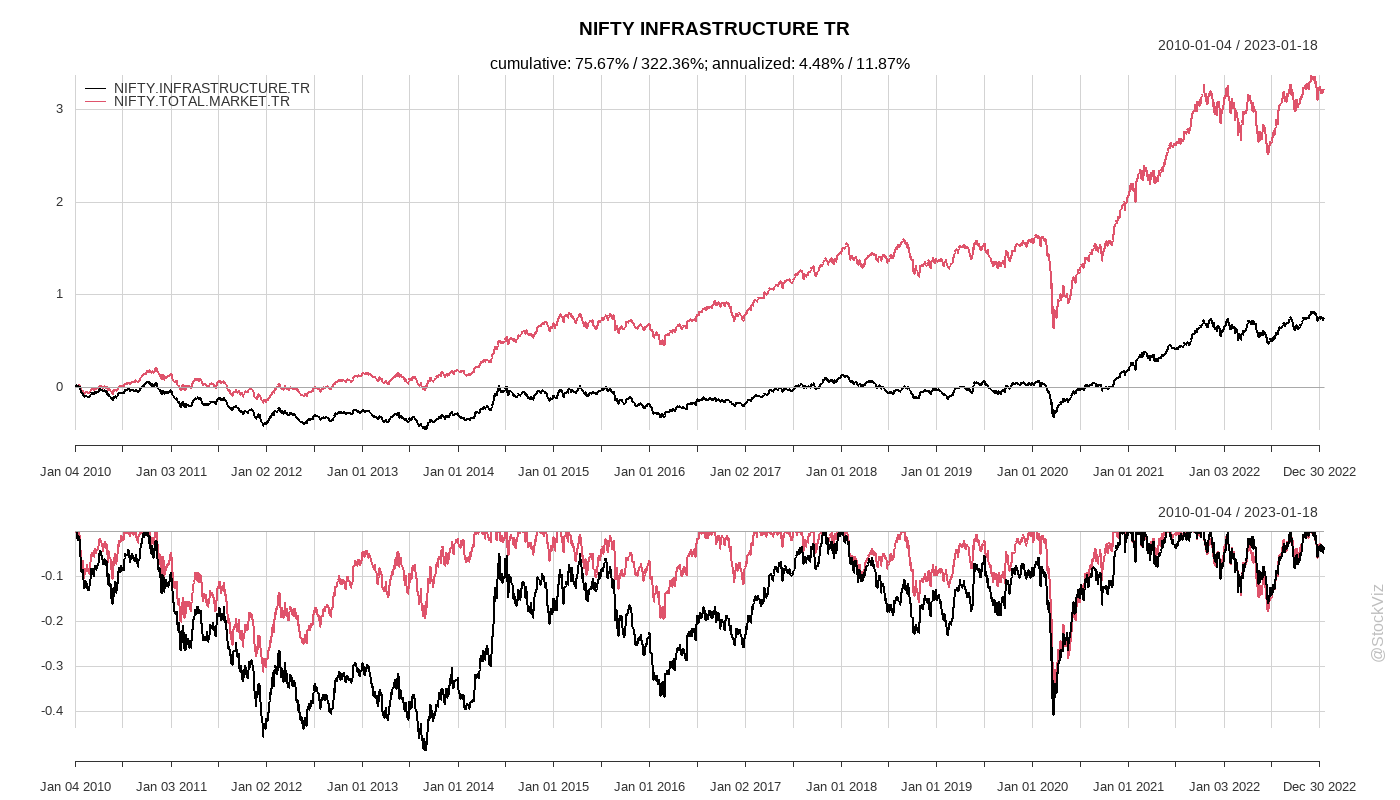 NIFTY INFRASTRUCTURE TR
2010-01-04 / 2023-01-18
cumulative: 75.67% / 322.36%; annualized: 4.48% / 11.87%
NIFTY.INFRASTRUCTURE.TR
NIFTY.TOTAL.MARKET.TR
3
2
1
0
Jan 04 2010 Jan 03 2011 Jan 02 2012 Jan 01 2013 Jan 01 2014 Jan 01 2015 Jan 01 2016 Jan 02 2017 Jan 01 2018 Jan 01 2019 Jan 01 2020 Jan 01 2021 Jan 03 2022 Dec 30 2022
2010-01-04 / 2023-01-18
-0.1
-0.2
-0.3
-0.4
Jan 04 2010 Jan 03 2011 Jan 02 2012 Jan 01 2013 Jan 01 2014 Jan 01 2015 Jan 01 2016 Jan 02 2017 Jan 01 2018 Jan 01 2019 Jan 01 2020 Jan 01 2021 Jan 03 2022 Dec 30 2022
@StockViz